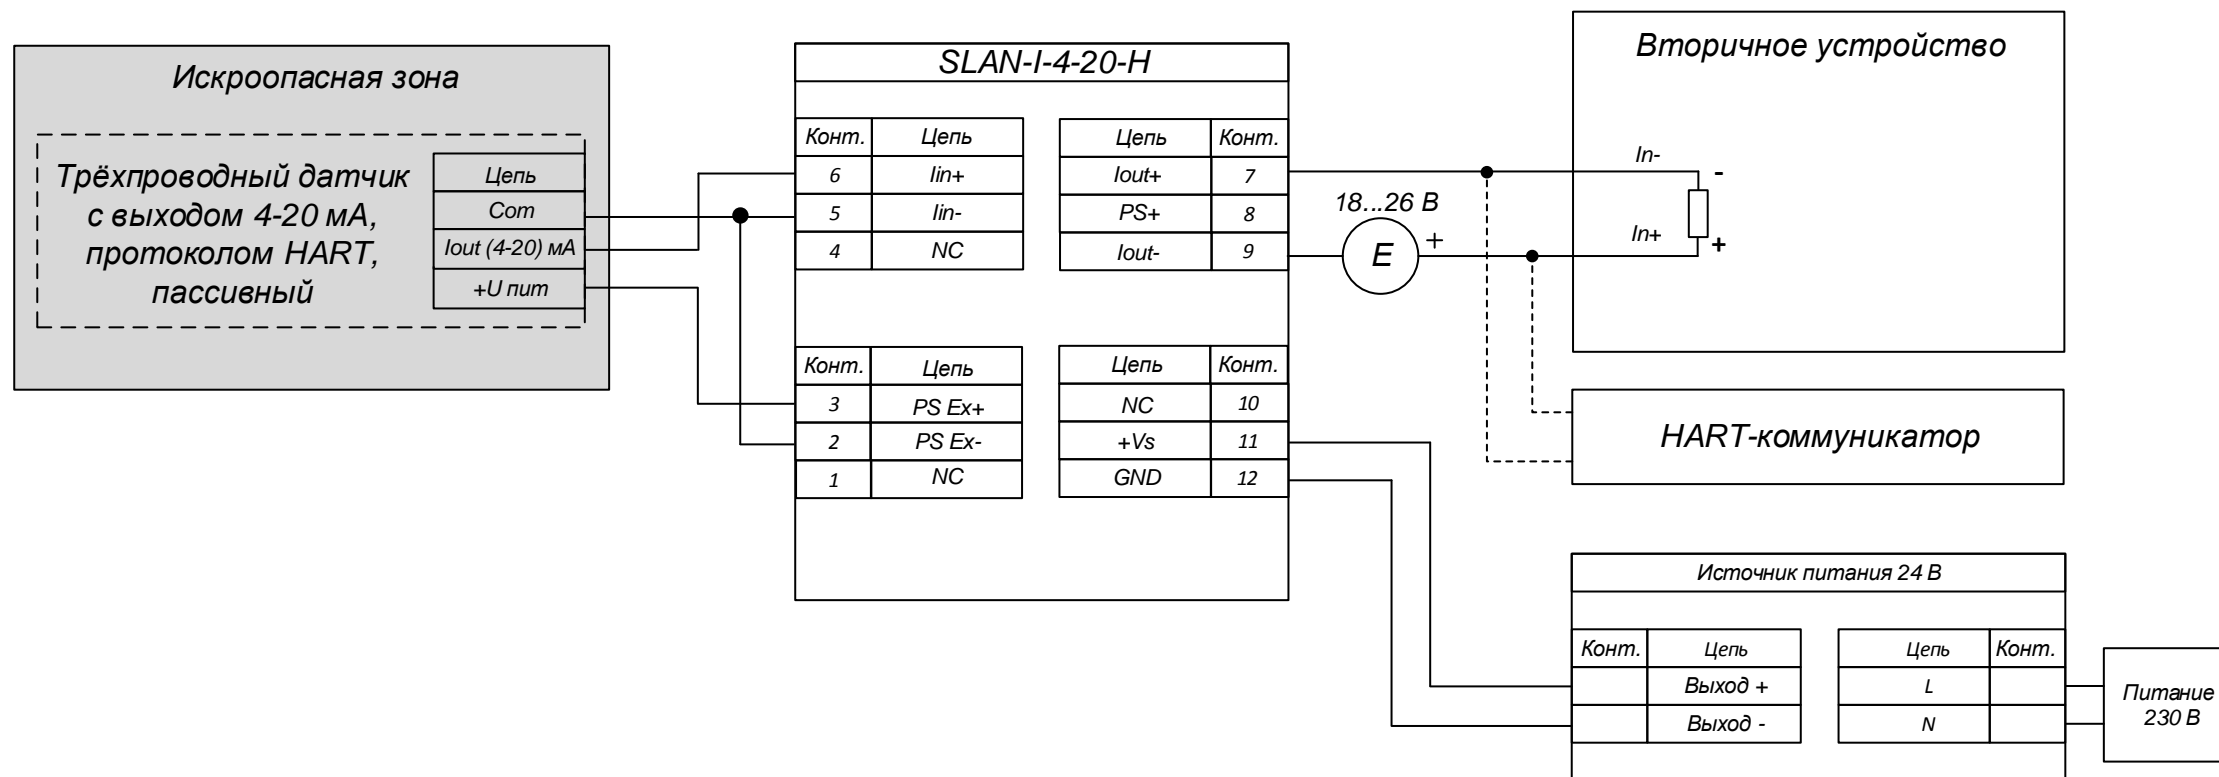 Искроопасная зона
Трёхпроводный датчик
с выходом 4-20 мА,
протоколом HART,
пассивный
Цепь
Com
Iout (4-20) мА
+U пит
SLAN-I-4-20-H
Конт. Цепь
6 Iin+
5 Iin-
4 NC
Цепь Конт.
Iout+ 7
PS+ 8
Iout- 9
Конт. Цепь
3 PS Ex+
2 PS Ex-
1 NC
Цепь Конт.
NC 10
+Vs 11
GND 12
18...26 В
E +
Вторичное устройство
In- -
In+ +
HART-коммуникатор
Источник питания 24 В
Конт. Цепь
Выход +
Выход -
Цепь Конт.
L
N
Питание
230 В